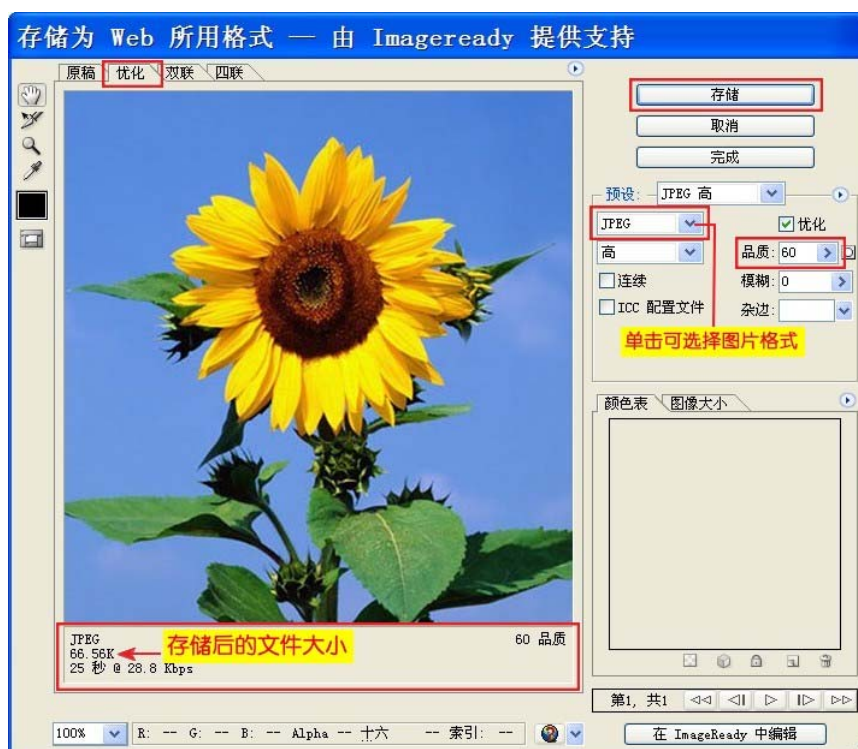 存储为 Web 所用格式 — 由 Imageready 提供支持
原稿 优化 双联 四联
存储
取消
完成
预设: JPEG 高
JPEG 优化
高 品质: 60
连续 模糊: 0
ICC 配置文件 杂边:
单击可选择图片格式
颜色表 图像大小
JPEG 60 品质
66.56K 存储后的文件大小
25 秒 @ 28.8 Kbps
第1, 共1
100% R: -- G: -- B: -- Alpha -- 十六 -- 索引: --
在 ImageReady 中编辑